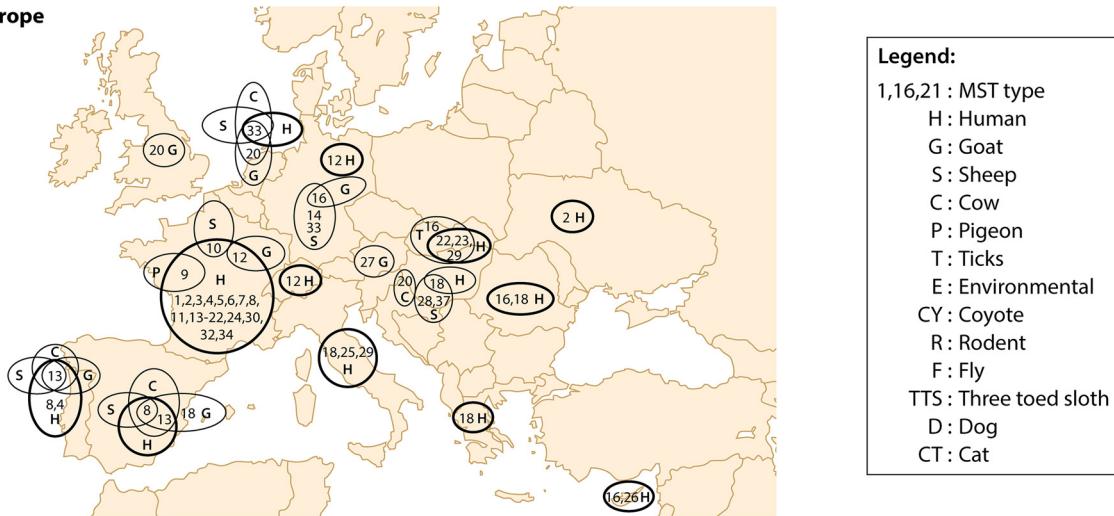 rope
C
S
33
H
20
G
20 G
12 H
G
16
14
33
S
S
10
12
G
P
9
H
1,2,3,4,5,6,7,8,
11,13-22,24,30,
32,34
12 H
27 G
16
T
22,23,
H
29
2 H
20
C
18
H
28,37
S
16,18 H
18,25,29
H
C
S
13
G
8,4
H
C
S
8
13
18 G
H
18 H
16,26 H
Legend:
1,16,21 : MST type
H : Human
G : Goat
S : Sheep
C : Cow
P : Pigeon
T : Ticks
E : Environmental
CY : Coyote
R : Rodent
F : Fly
TTS : Three toed sloth
D : Dog
CT : Cat